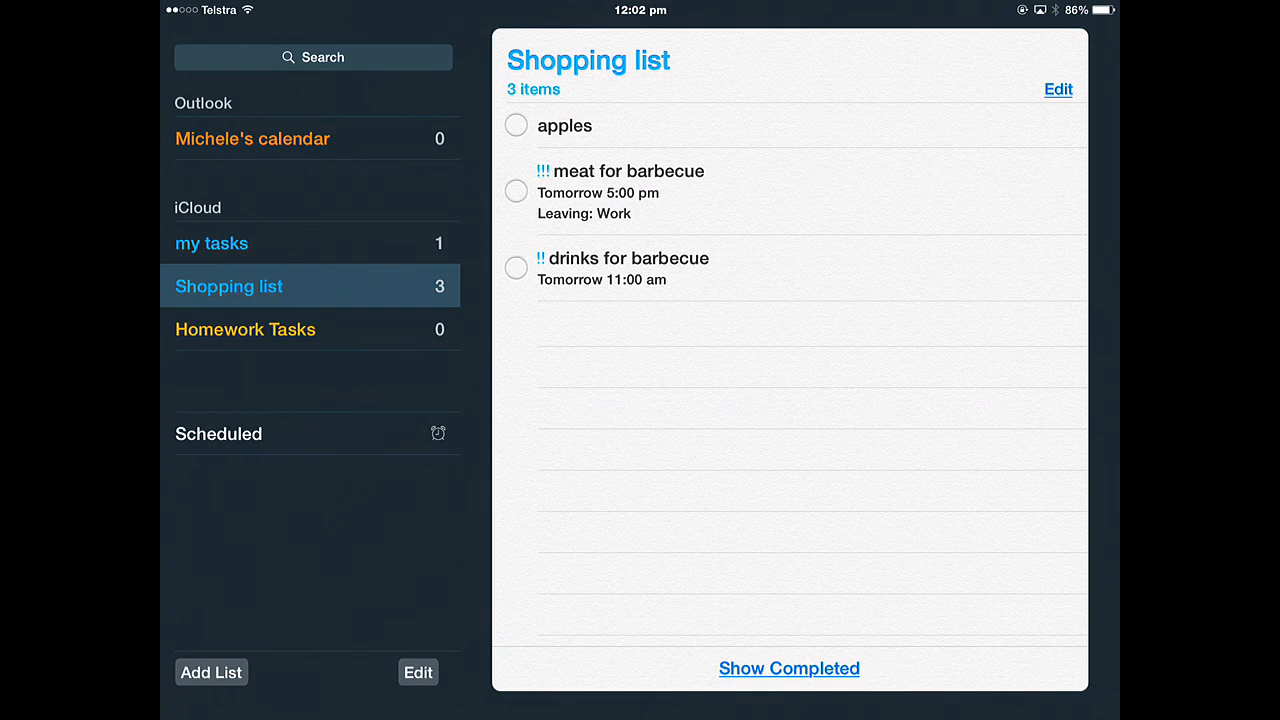 Telstra
12:02 pm
86%
Search
Outlook
Michele's calendar 0
iCloud
my tasks 1
Shopping list 3
Homework Tasks 0
Scheduled
Add List
Edit
Shopping list
3 items
Edit
apples
!!! meat for barbecue
Tomorrow 5:00 pm
Leaving: Work
!! drinks for barbecue
Tomorrow 11:00 am
Show Completed